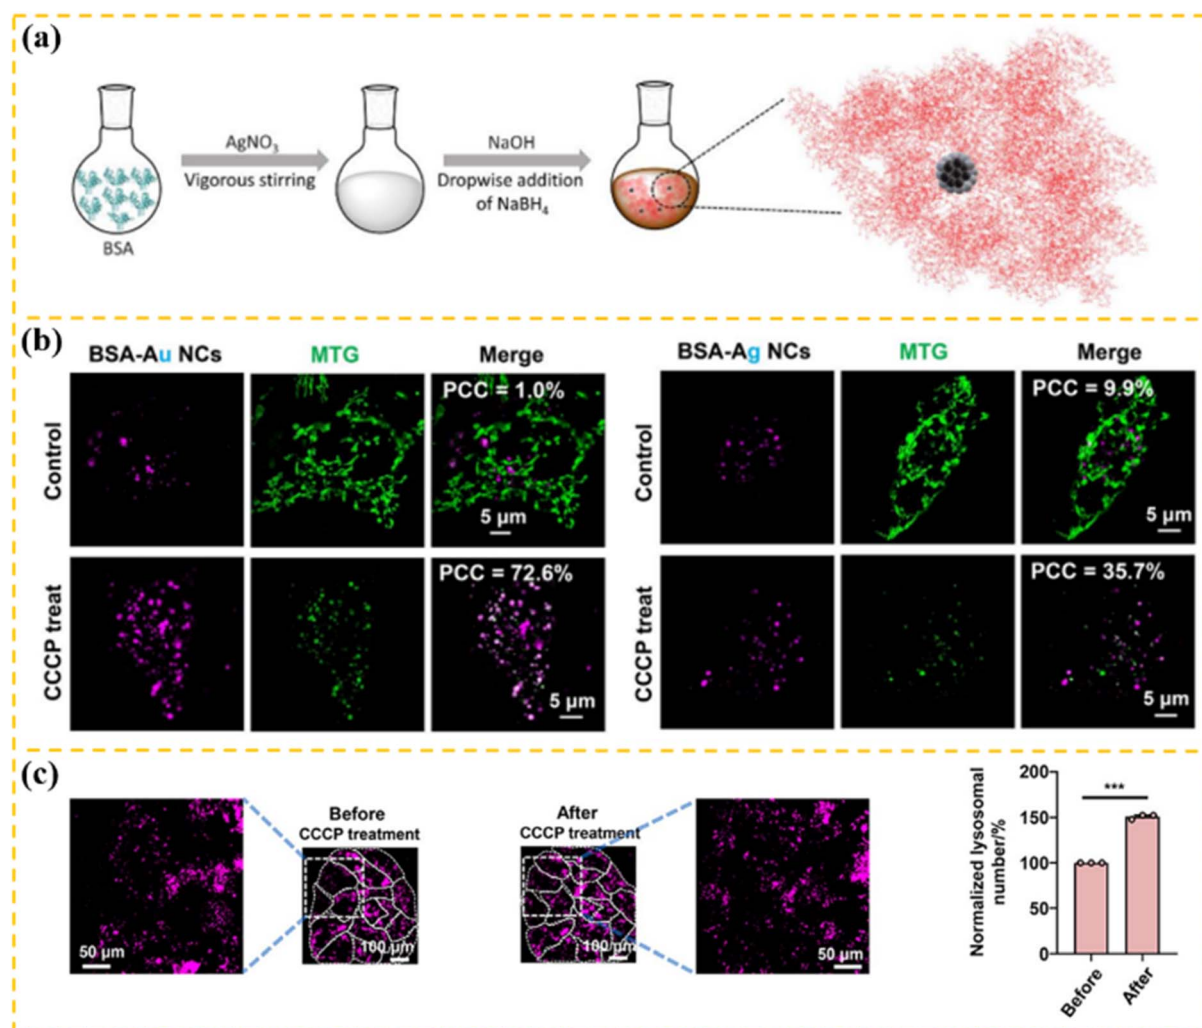 (a)
AgNO₃
Vigorous stirring
NaOH
Dropwise addition
of NaBH₄
BSA
(b)
BSA-Au NCs
MTG
Merge
BSA-Ag NCs
MTG
Merge
Control
PCC = 1.0%
5 µm
Control
PCC = 9.9%
5 µm
CCCP treat
PCC = 72.6%
5 µm
CCCP treat
PCC = 35.7%
5 µm
(c)
50 µm
Before
CCCP treatment
100 µm
After
CCCP treatment
100 µm
50 µm
Normalized lysosomal
number/%
200
150
100
50
0
***
Before
After